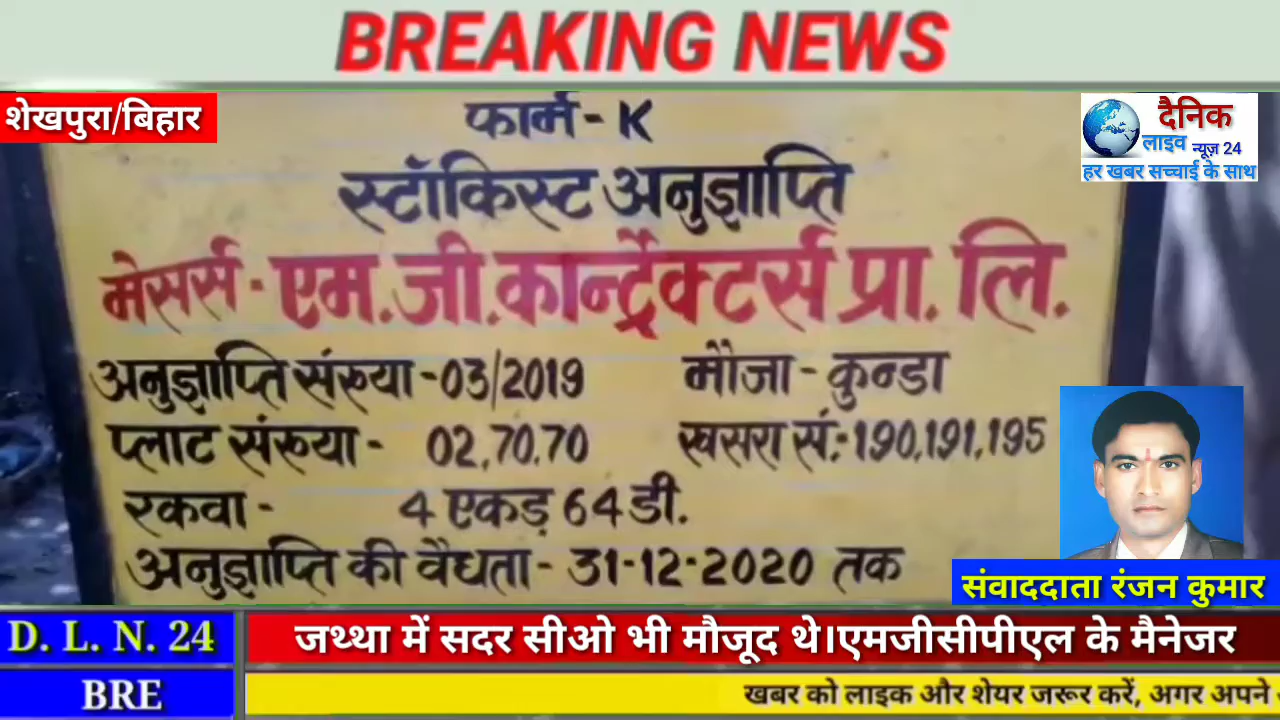 BREAKING NEWS
शेखपुरा/बिहार
दैनिक
लाइव न्यूज़ 24
हर खबर सच्चाई के साथ
फार्म - K
स्टॉकिस्ट अनुज्ञाप्ति
मेसर्स - एम.जी.कान्ट्रैक्टर्स प्रा. लि.
अनुज्ञाप्ति संख्या - 03/2019 मौजा - कुन्डा
प्लाट संख्या - 02,70,70 खसरा सं.- 190,191,195
रकवा - 4 एकड़ 64 डी.
अनुज्ञाप्ति की वैधता - 31-12-2020 तक
संवाददाता रंजन कुमार
D. L. N. 24
जथ्था में सदर सीओ भी मौजूद थे।एमजीसीपीएल के मैनेजर
BRE
खबर को लाइक और शेयर जरूर करें, अगर अपने